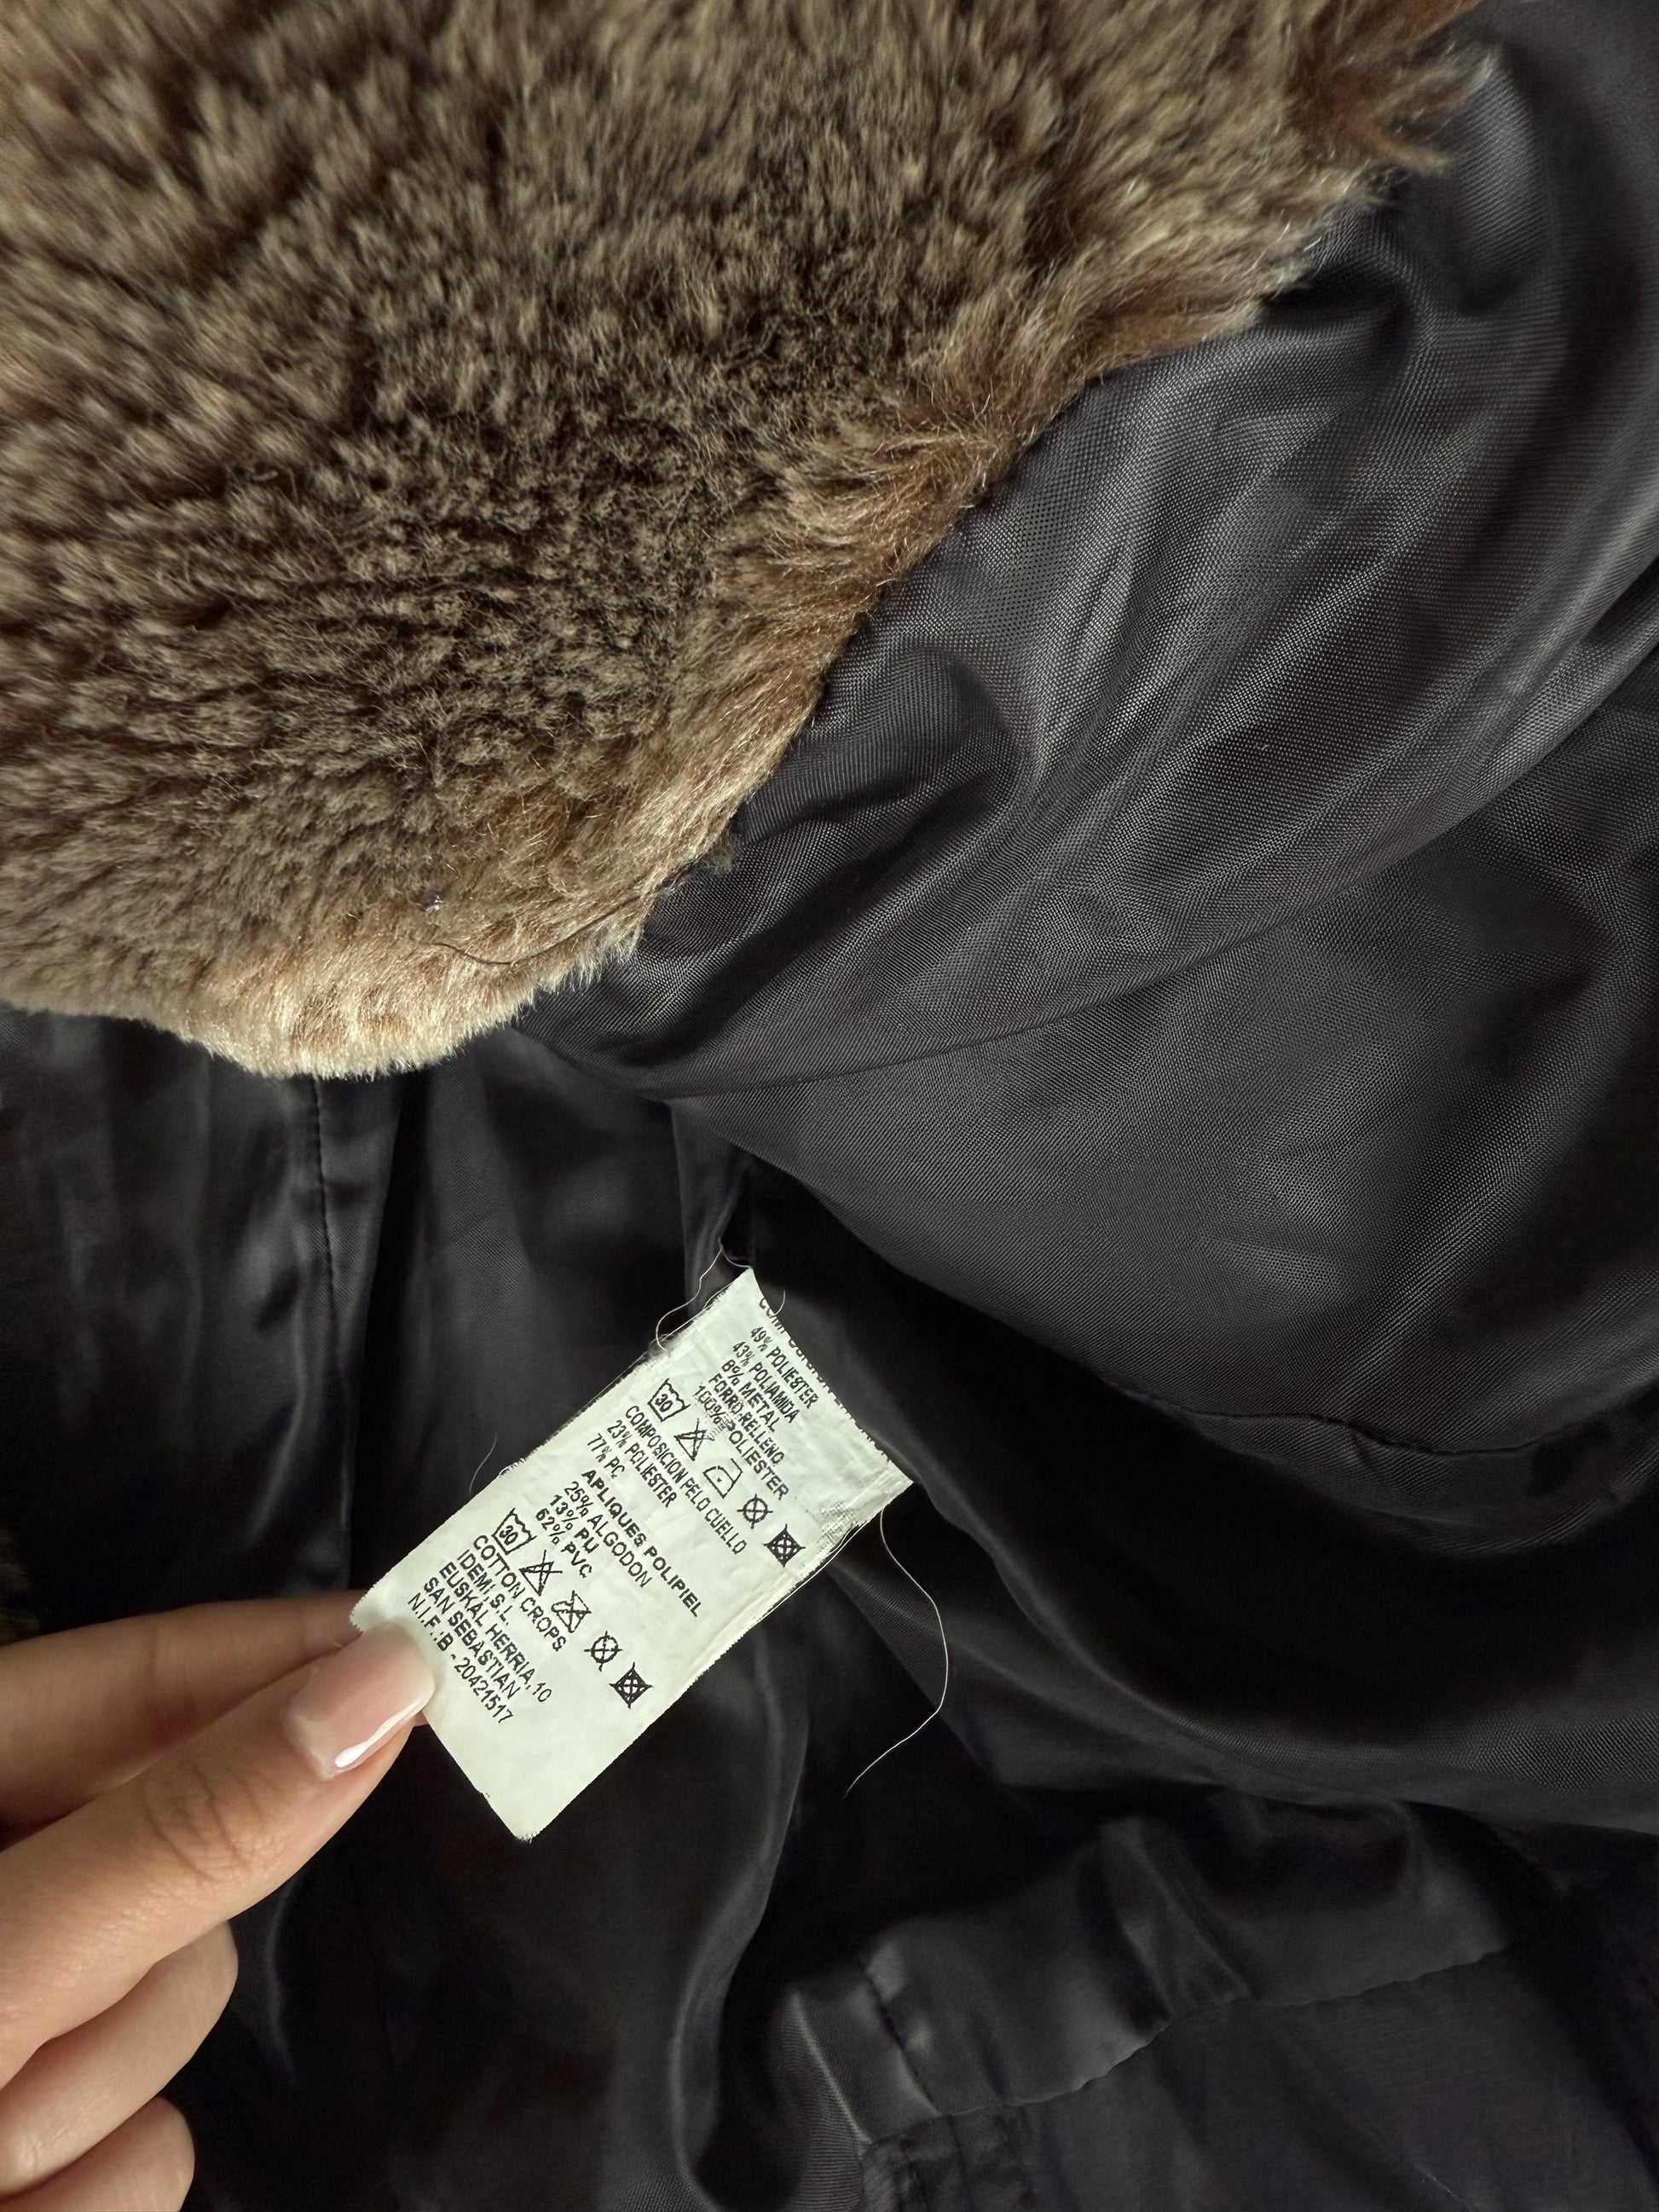 49% POLIESTER
43% POLIAMIDA
8% METAL
FORRO-RELLENO
100% POLIESTER
30
COMPOSICION PELO CUELLO
23% POLIESTER
77% PC
APLIQUES POLIPIEL
25% ALGODON
13% PU
62% PVC
30
COTTON CROPS
IDEMI S.L.
EUSKAL HERRIA, 10
SAN SEBASTIAN
N.I.F.:B - 20421517